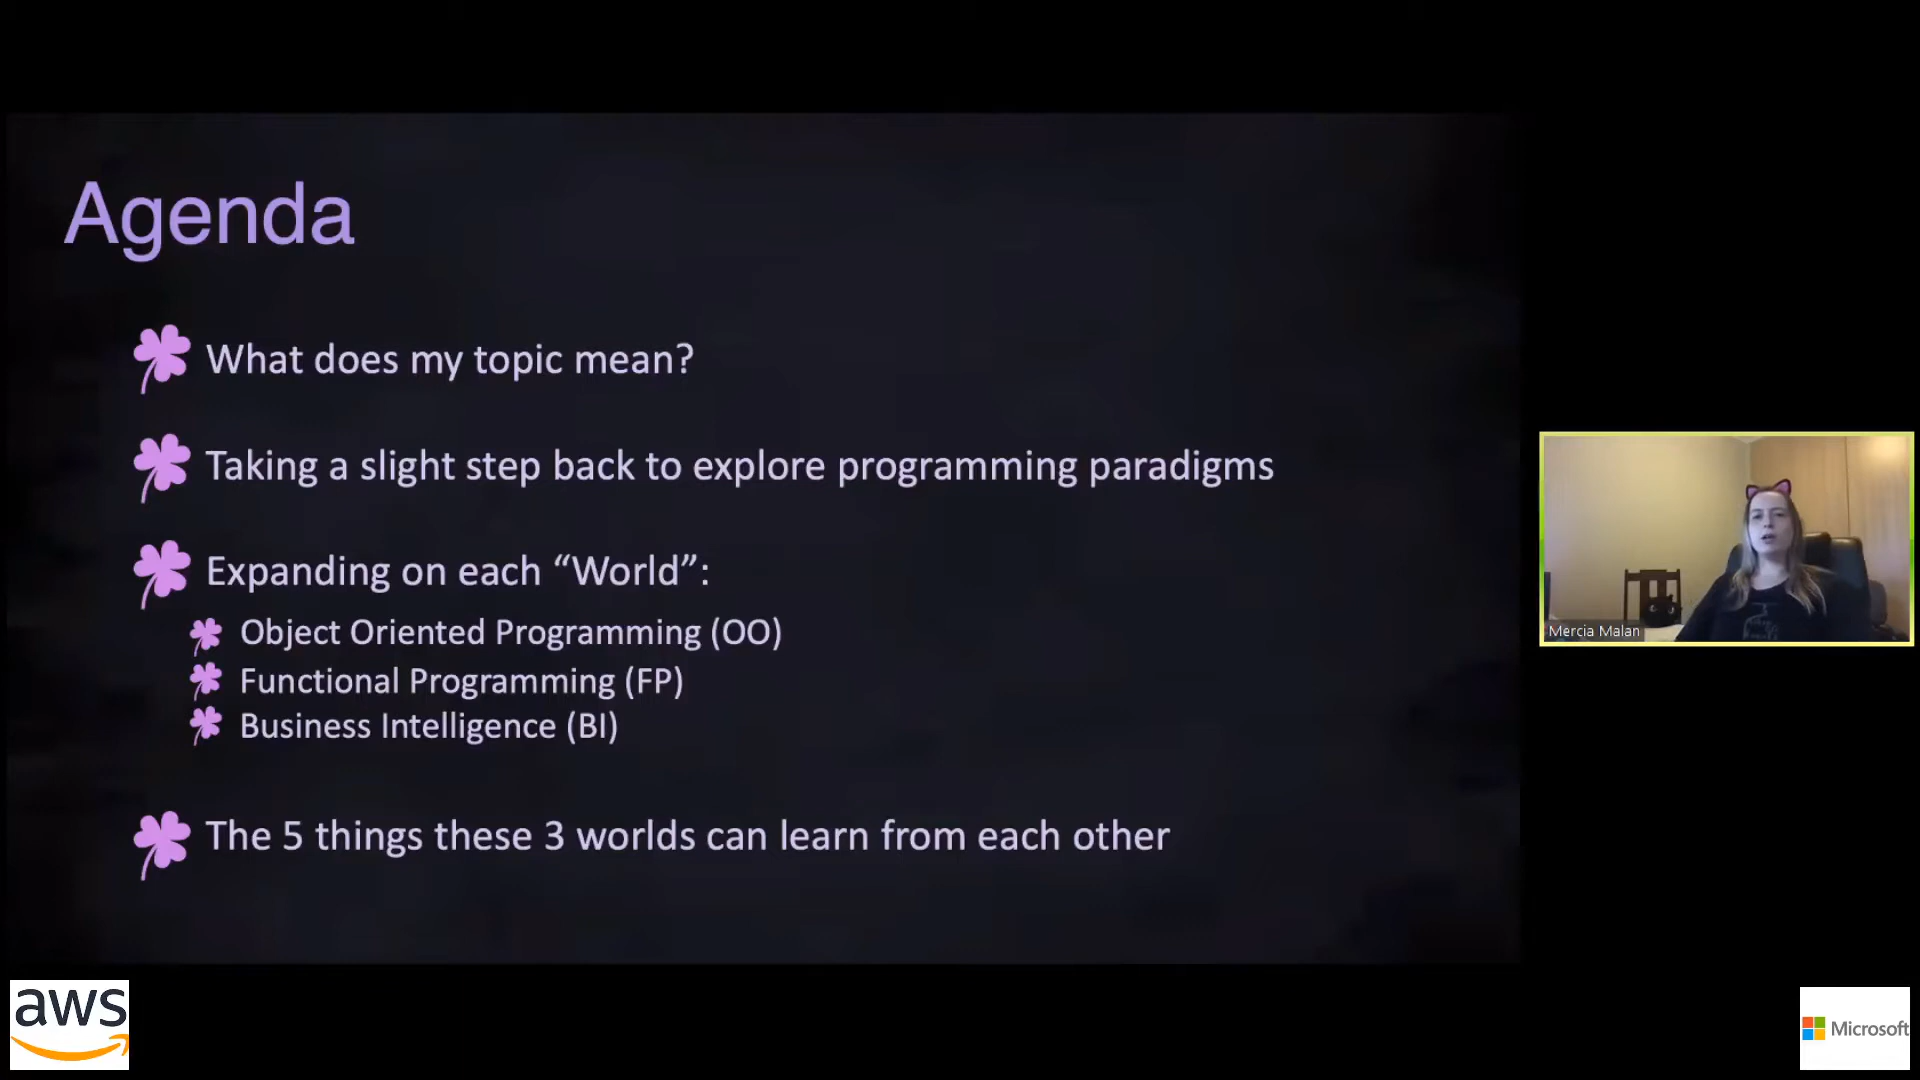 Agenda
What does my topic mean?
Taking a slight step back to explore programming paradigms
Expanding on each “World”:
Object Oriented Programming (OO)
Functional Programming (FP)
Business Intelligence (BI)
The 5 things these 3 worlds can learn from each other
Mercia Malan
aws
Microsoft